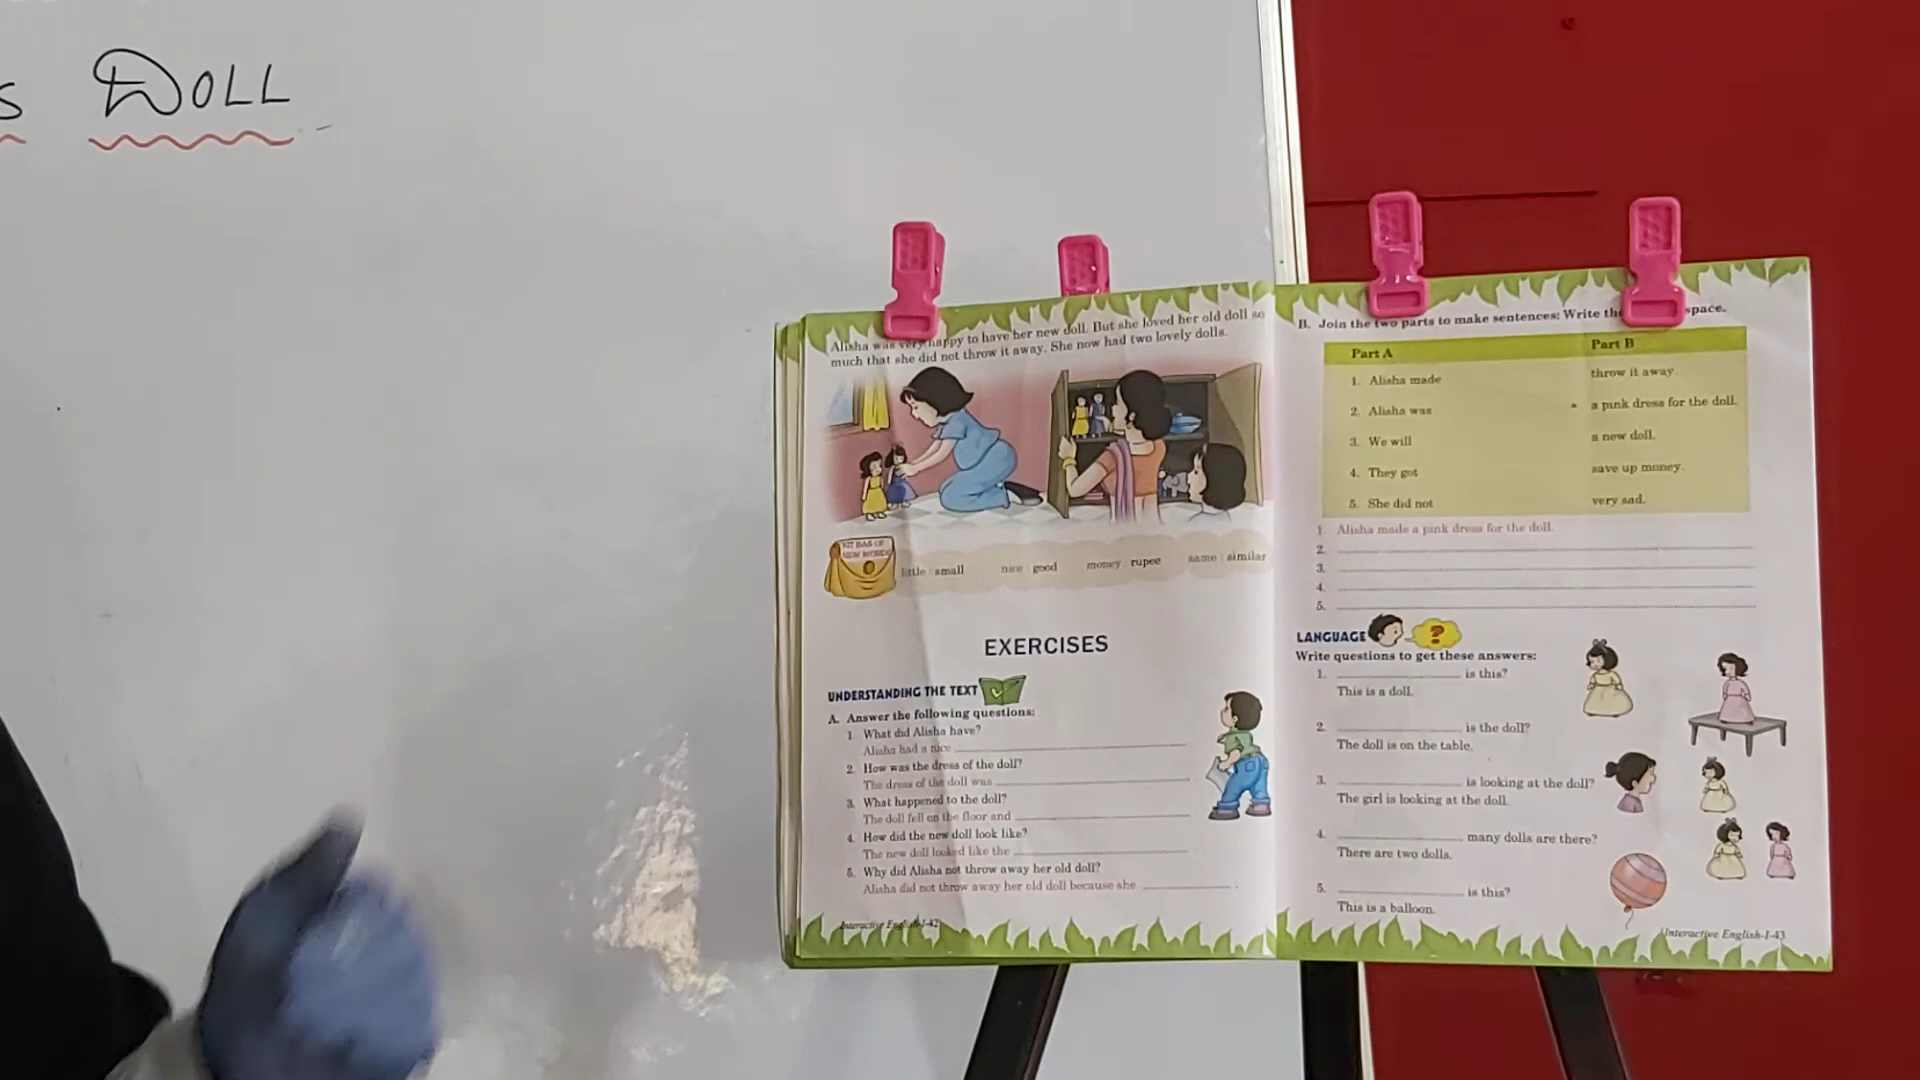 s DOLL
Alisha was very happy to have her new doll. But she loved her old doll so
much that she did not throw it away. She now had two lovely dolls.
KIT BAG OF
NEW WORDS
little small nice good money rupee same similar
EXERCISES
UNDERSTANDING THE TEXT
A. Answer the following questions:
1. What did Alisha have?
Alisha had a nice
2. How was the dress of the doll?
The dress of the doll was
3. What happened to the doll?
The doll fell on the floor and
4. How did the new doll look like?
The new doll looked like the
5. Why did Alisha not throw away her old doll?
Alisha did not throw away her old doll because she .
Interactive English-I-42
B. Join the two parts to make sentences: Write the space.
Part A Part B
1. Alisha made throw it away.
2. Alisha was a pink dress for the doll.
3. We will a new doll.
4. They got save up money.
5. She did not very sad.
1. Alisha made a pink dress for the doll.
2.
3.
4.
5.
LANGUAGE ?
Write questions to get these answers:
1. is this?
This is a doll.
2. is the doll?
The doll is on the table.
3. is looking at the doll?
The girl is looking at the doll.
4. many dolls are there?
There are two dolls.
5. is this?
This is a balloon.
Interactive English-I-43